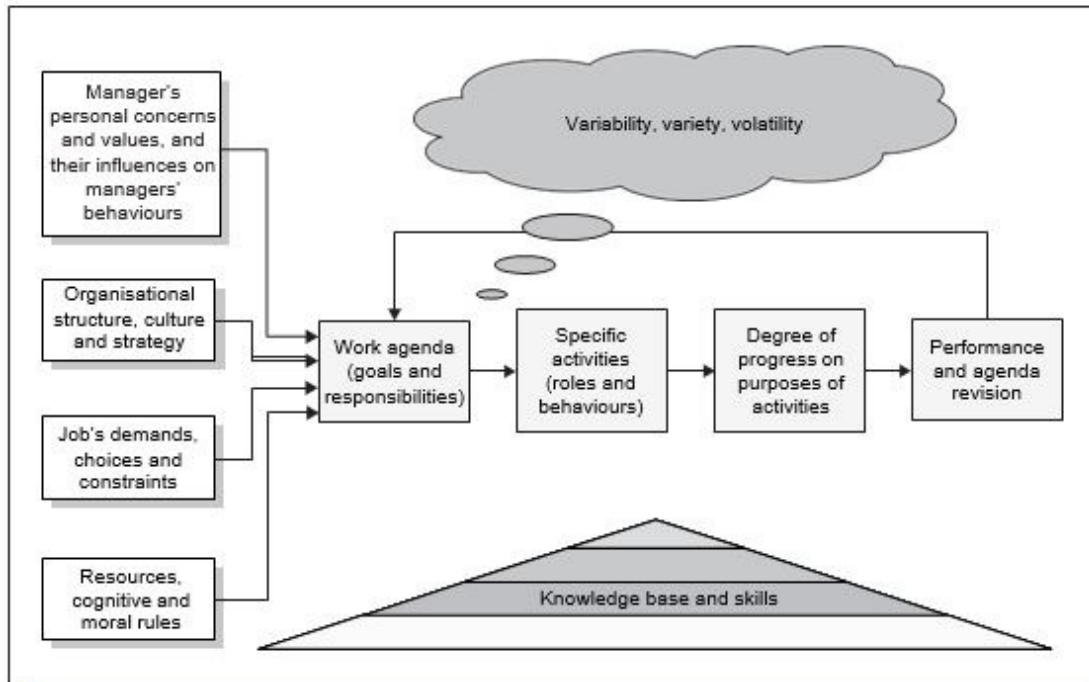 Manager's
personal concerns
and values, and
their influences on
managers'
behaviours
Organisational
structure, culture
and strategy
Job's demands,
choices and
constraints
Resources,
cognitive and
moral rules
Variability, variety, volatility
Work agenda
(goals and
responsibilities)
Specific
activities
(roles and
behaviours)
Degree of
progress on
purposes of
activities
Performance
and agenda
revision
Knowledge base and skills